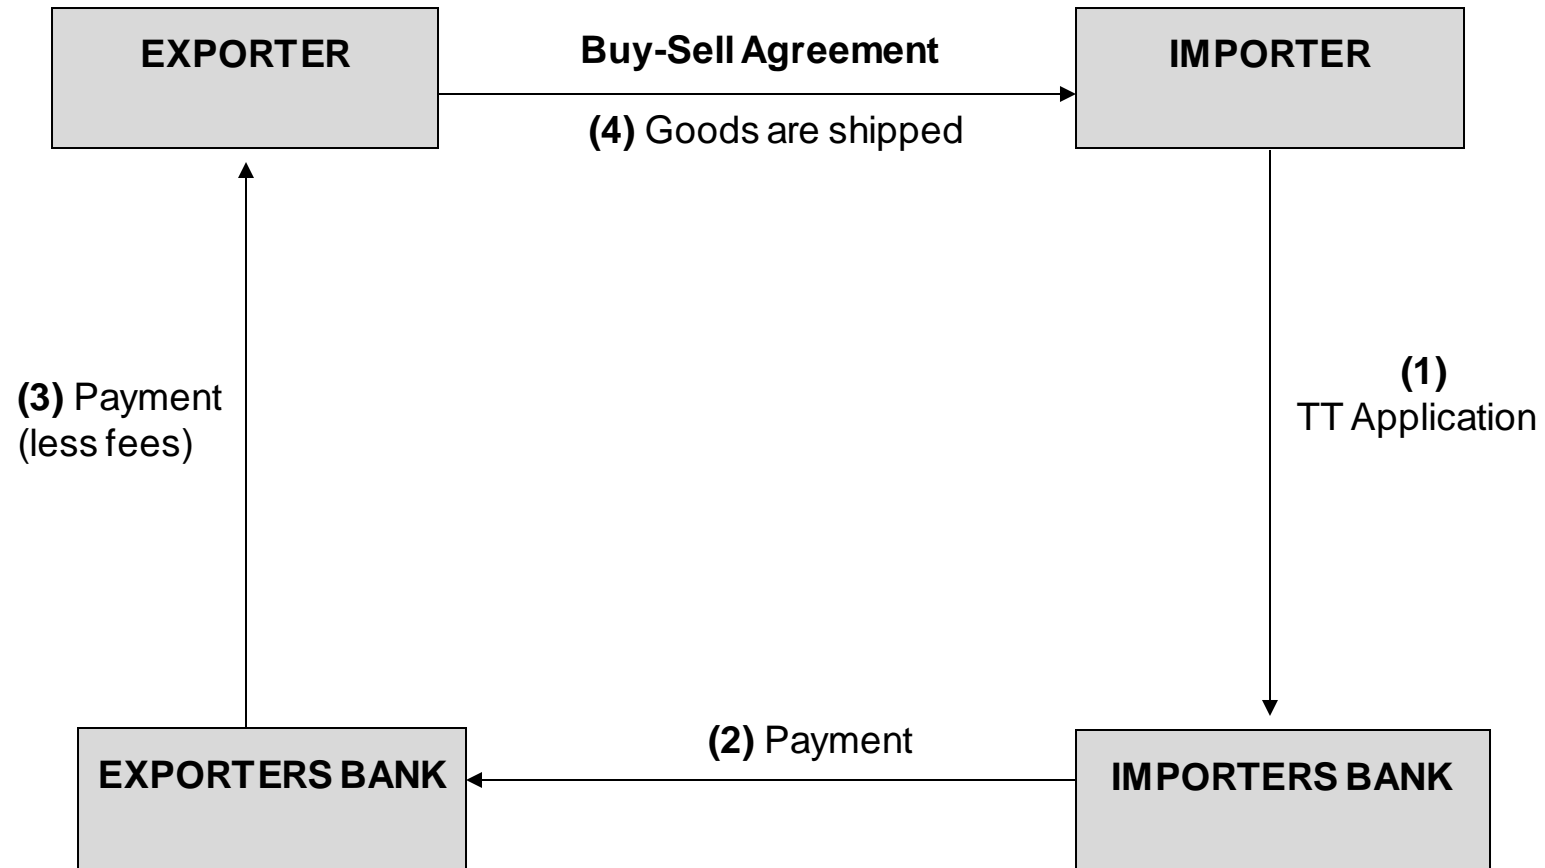 EXPORTER
Buy-Sell Agreement
IMPORTER
(4) Goods are shipped
(1)
TT Application
(3) Payment
(less fees)
(2) Payment
EXPORTERS BANK
IMPORTERS BANK